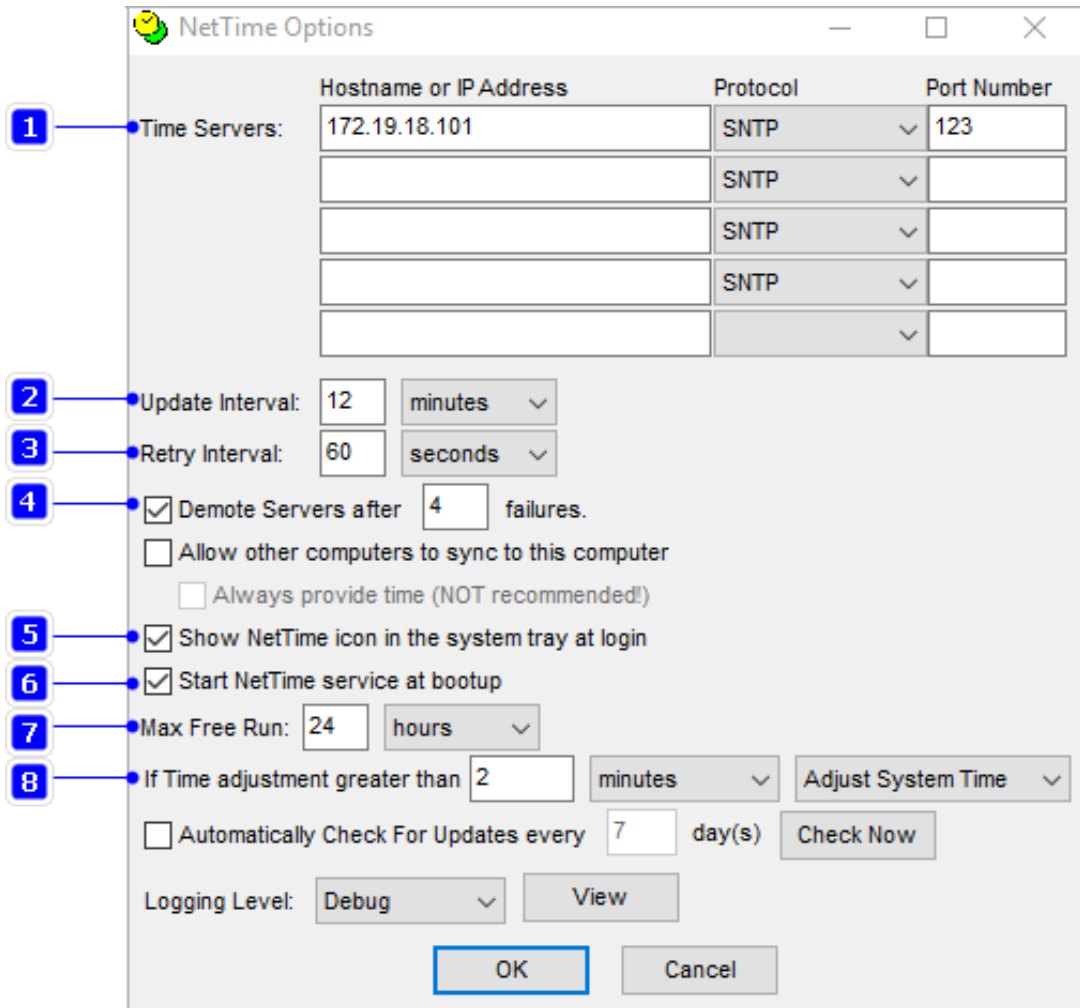 NetTime Options
Hostname or IP Address Protocol Port Number
1 Time Servers: 172.19.18.101 SNTP 123
SNTP
SNTP
SNTP
2 Update Interval: 12 minutes
3 Retry Interval: 60 seconds
4 Demote Servers after 4 failures.
Allow other computers to sync to this computer
Always provide time (NOT recommended!)
5 Show NetTime icon in the system tray at login
6 Start NetTime service at bootup
7 Max Free Run: 24 hours
8 If Time adjustment greater than 2 minutes Adjust System Time
Automatically Check For Updates every 7 day(s) Check Now
Logging Level: Debug View
OK Cancel